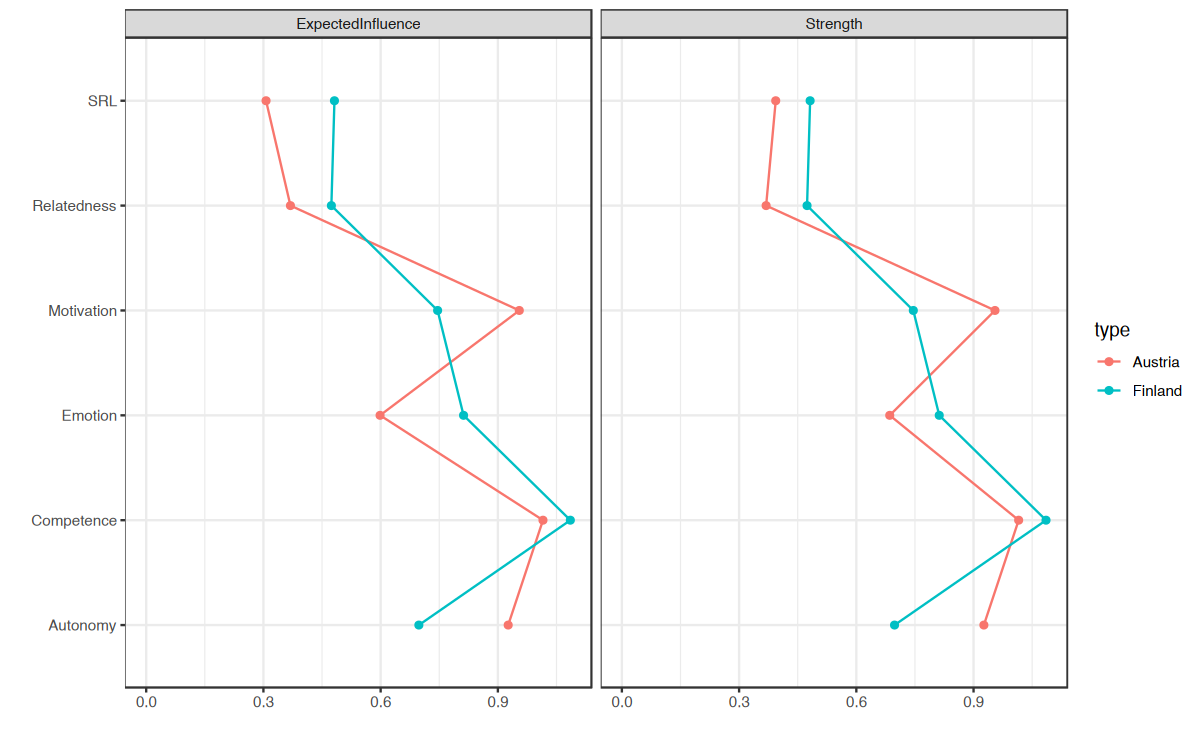 ExpectedInfluence
Strength
SRL
Relatedness
Motivation
Emotion
Competence
Autonomy
0.0 0.3 0.6 0.9
0.0 0.3 0.6 0.9
type
Austria
Finland